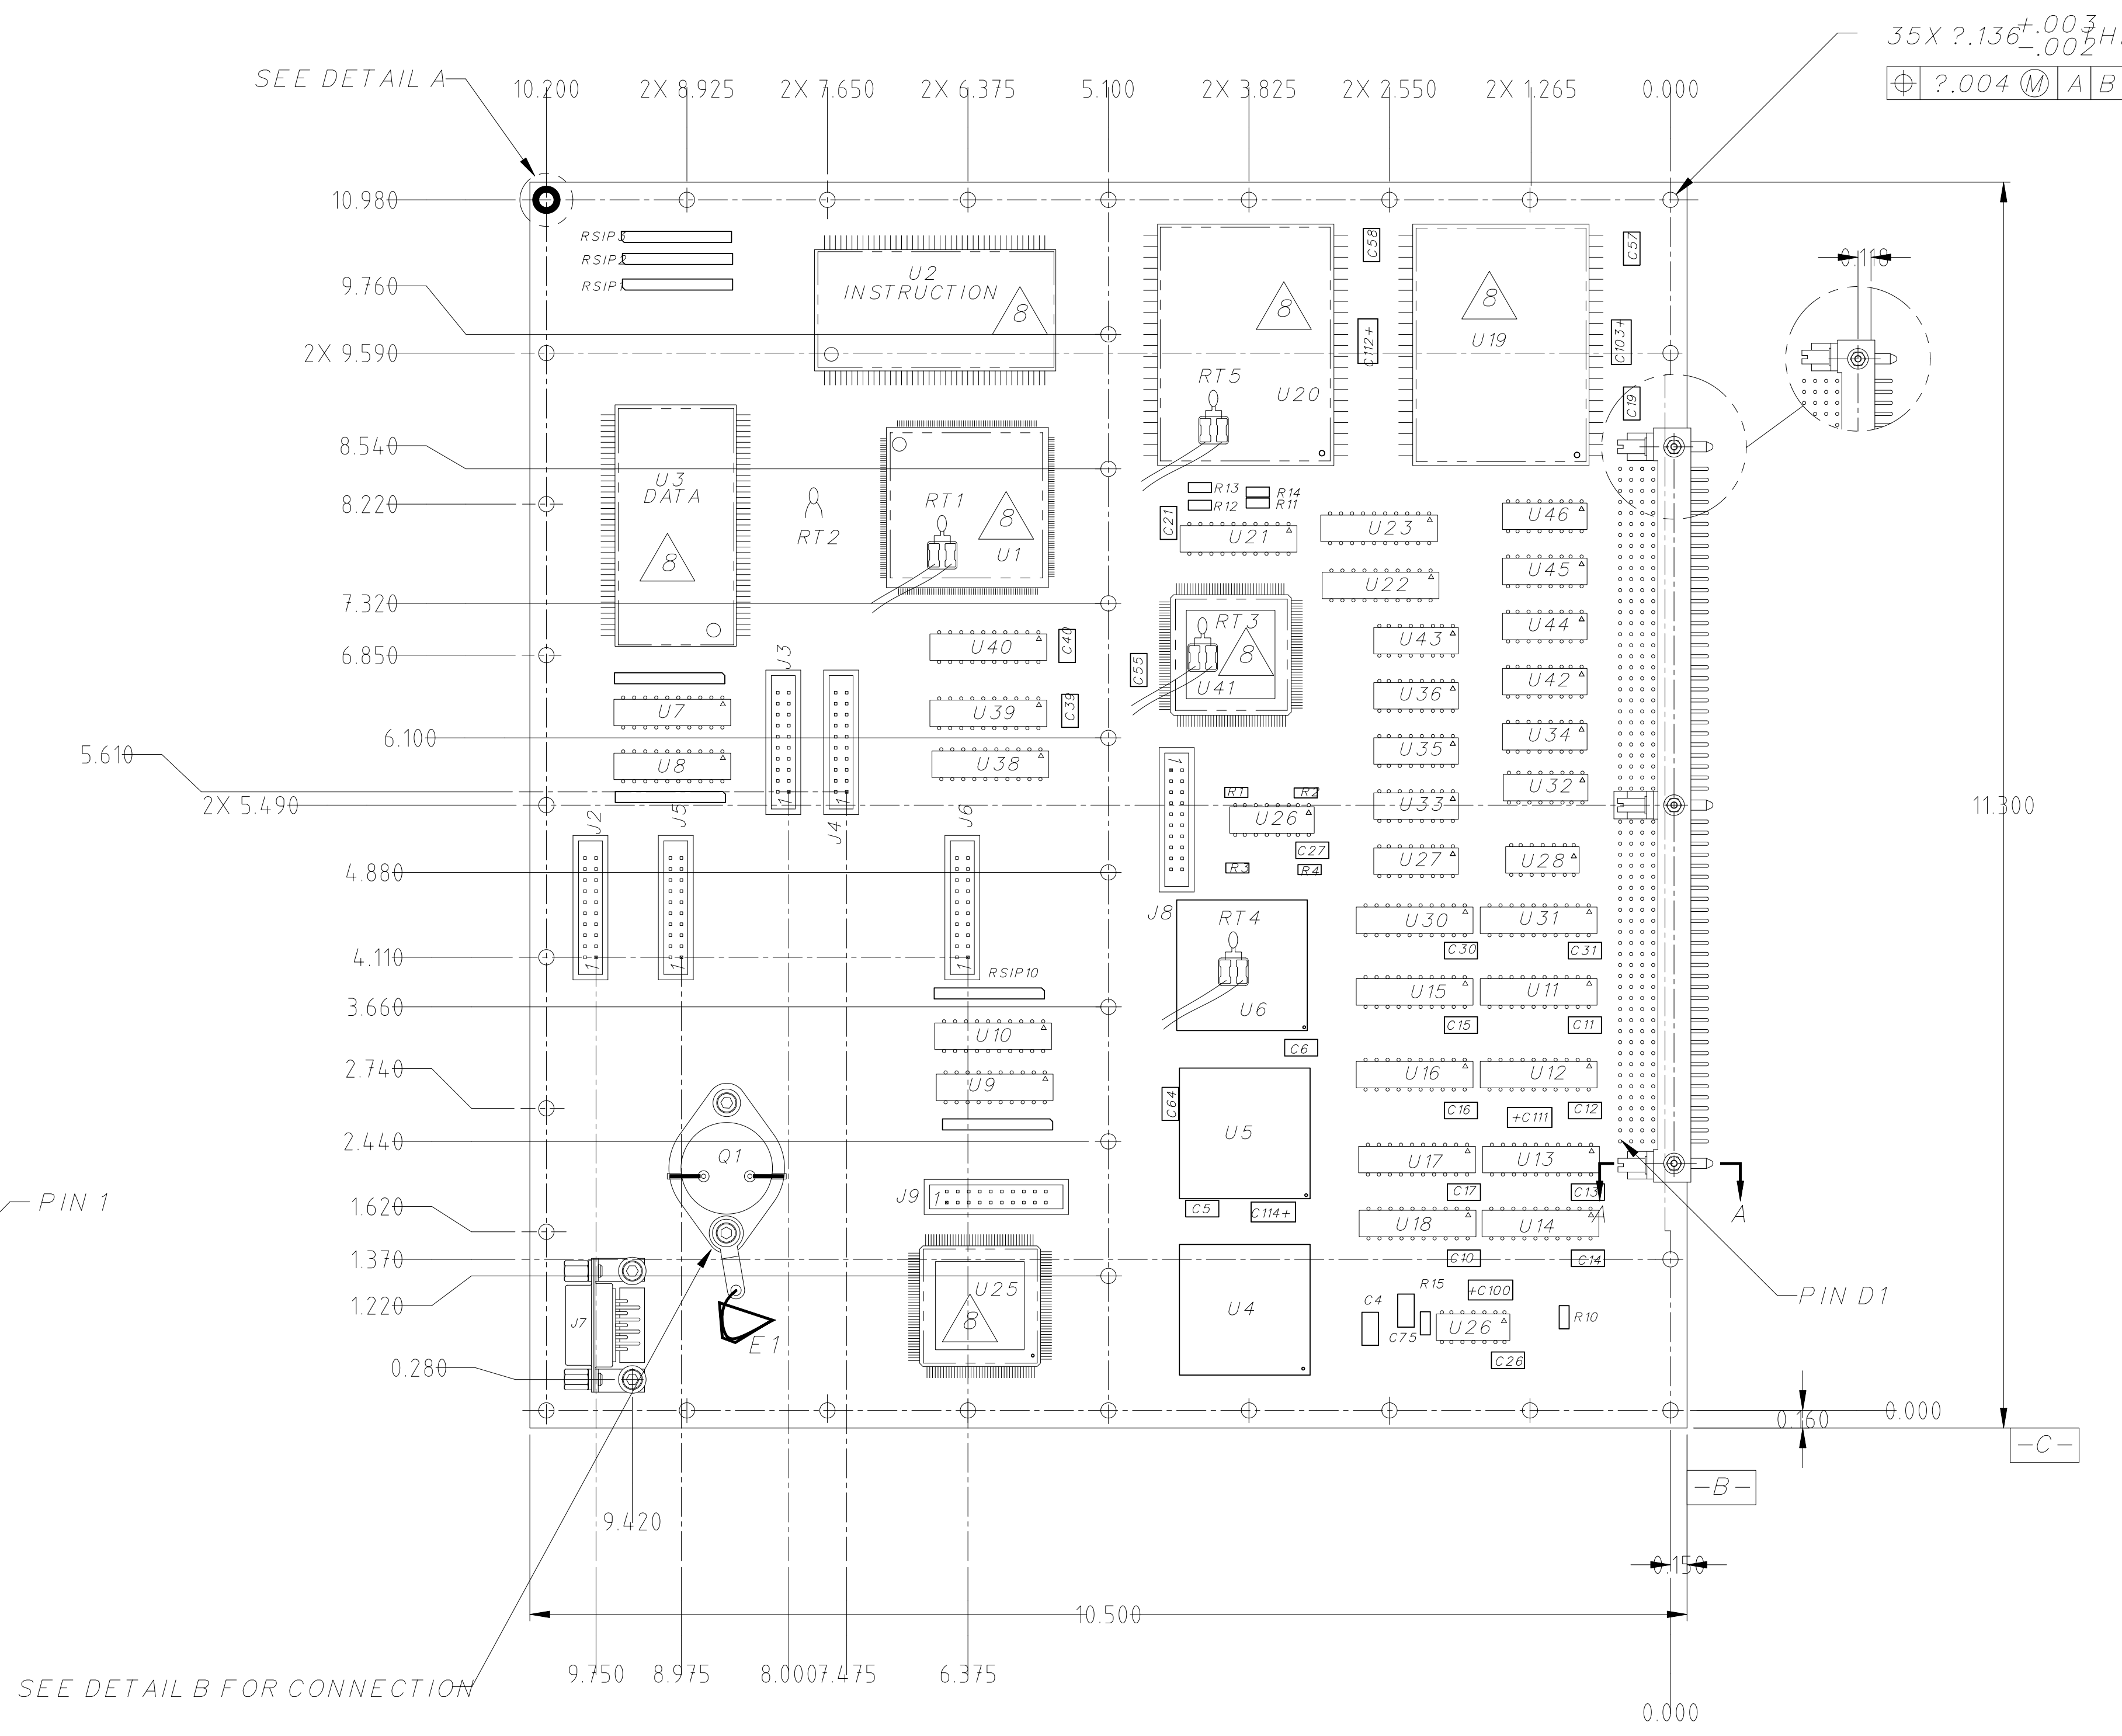 35X ?.136 +.003 -.002
?.004 Ⓜ A B
SEE DETAIL A
10.200
2X 8.925
2X 7.650
2X 6.375
5.100
2X 3.825
2X 2.550
2X 1.265
0.000
10.980
9.760
2X 9.590
8.540
8.220
7.320
6.850
6.100
5.610
2X 5.490
4.880
4.110
3.660
2.740
2.440
1.620
1.370
1.220
0.280
RSIP3
RSIP2
RSIP1
U2
INSTRUCTION
8
8
RT5
U20
C58
C112+
8
U19
C57
C103+
C19
0.118
U3
DATA
8
RT2
RT1
8
U1
R13
R12
R14
R11
C21
U21
U23
U22
U46
U45
U44
U42
U34
U32
U43
U36
U35
U33
U27
U28
RT3
8
U41
C55
U40
C40
U39
C39
U38
U7
U8
J3
J4
J2
J5
J6
1
1
1
1
1
1
R1
R2
U26
C27
R3
R4
J8
RT4
U6
C6
U30
U31
C30
C31
U15
U11
C15
C11
U16
U12
C16
+C111
C12
RSIP10
U10
U9
C64
U5
C5
C114+
U17
U13
C17
C13
U18
U14
C10
C14
A
A
Q1
J9
1
U25
8
J7
E1
U4
C4
C75
R15
+C100
U26
R10
C26
PIN 1
PIN D1
11.300
0.160
0.000
-C-
-B-
0.150
10.500
9.420
9.750
8.975
8.000
7.475
6.375
0.000
SEE DETAIL B FOR CONNECTION